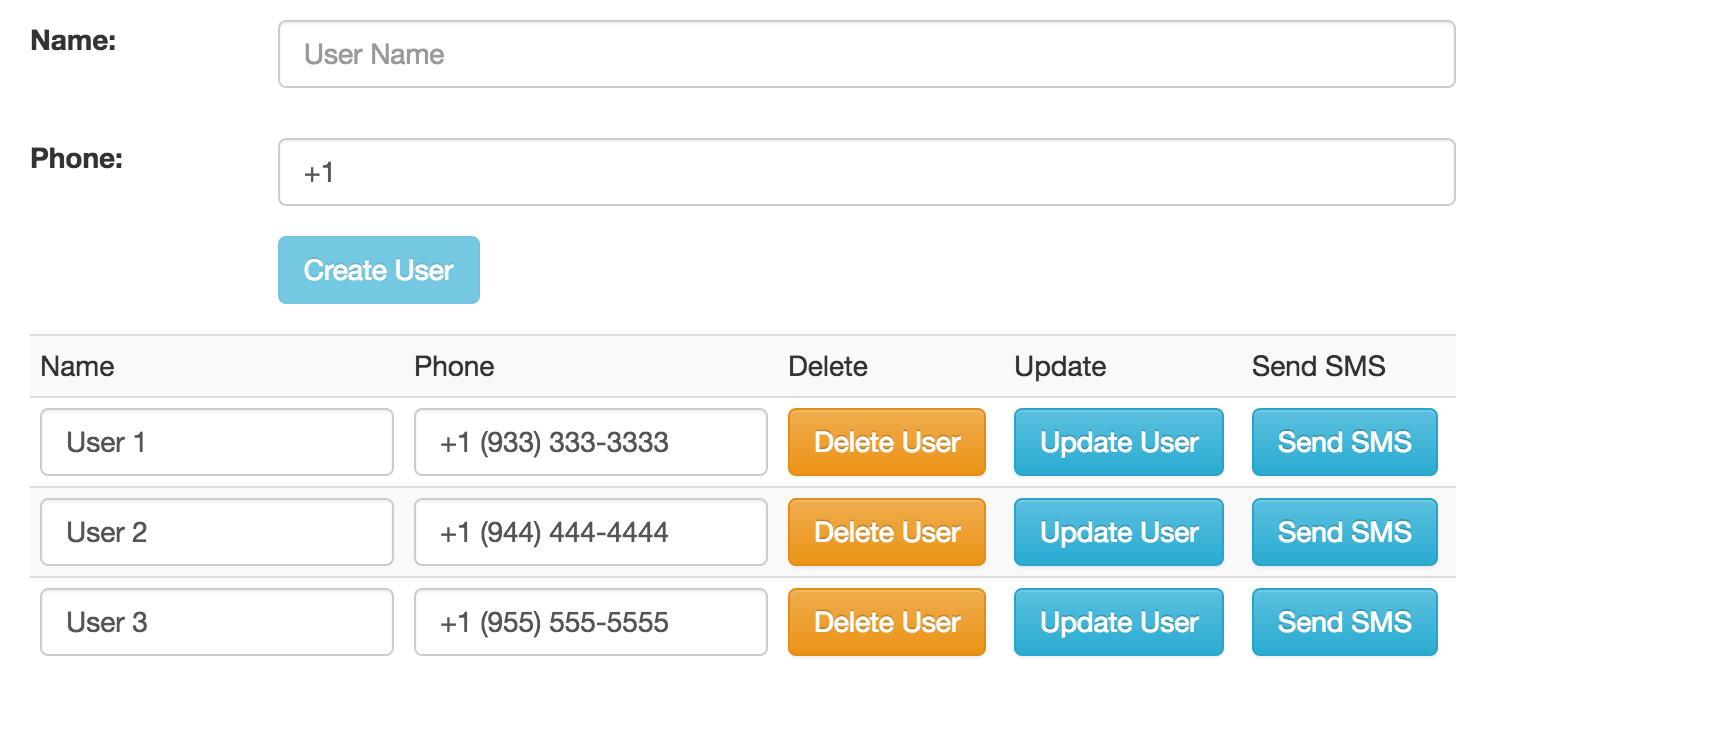 Name: User Name
Phone: +1
Create User
Name Phone Delete Update Send SMS
User 1 +1 (933) 333-3333 Delete User Update User Send SMS
User 2 +1 (944) 444-4444 Delete User Update User Send SMS
User 3 +1 (955) 555-5555 Delete User Update User Send SMS